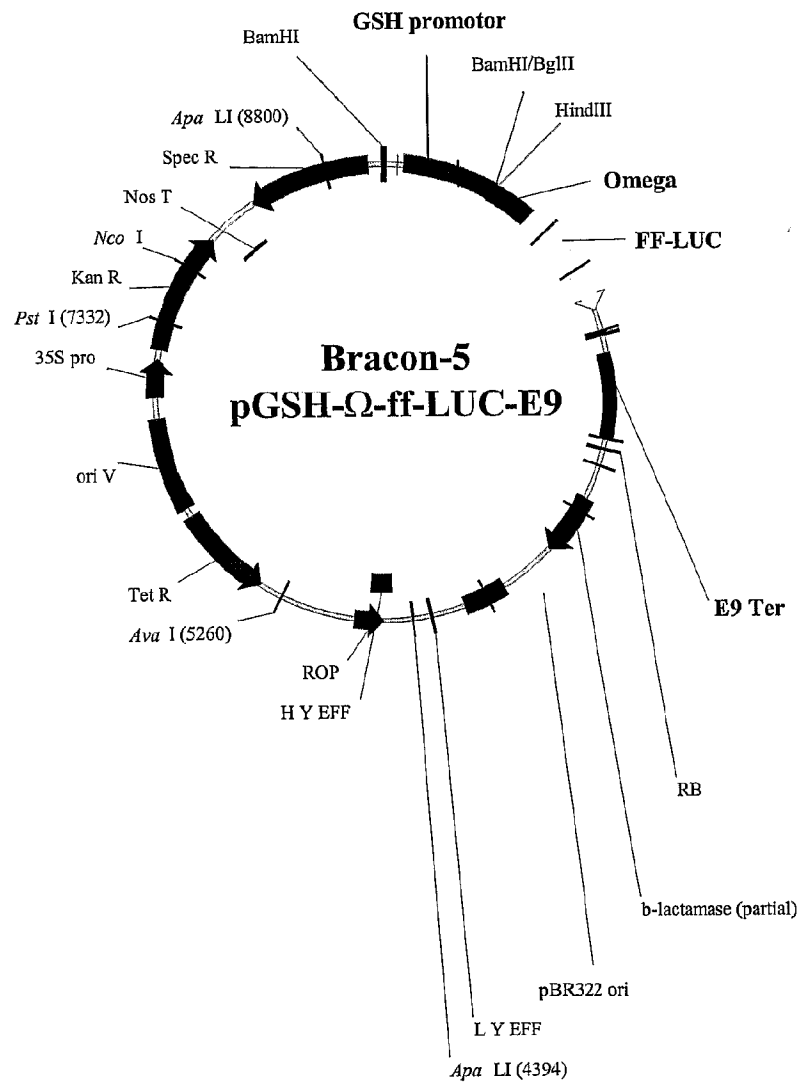 GSH promotor
BamHI
BamHI/BglII
HindIII
Apa LI (8800)
Spec R
Omega
Nos T
FF-LUC
Nco I
Kan R
Pst I (7332)
35S pro
Bracon-5
pGSH-Ω-ff-LUC-E9
ori V
Tet R
E9 Ter
Ava I (5260)
ROP
H Y EFF
RB
b-lactamase (partial)
pBR322 ori
L Y EFF
Apa LI (4394)